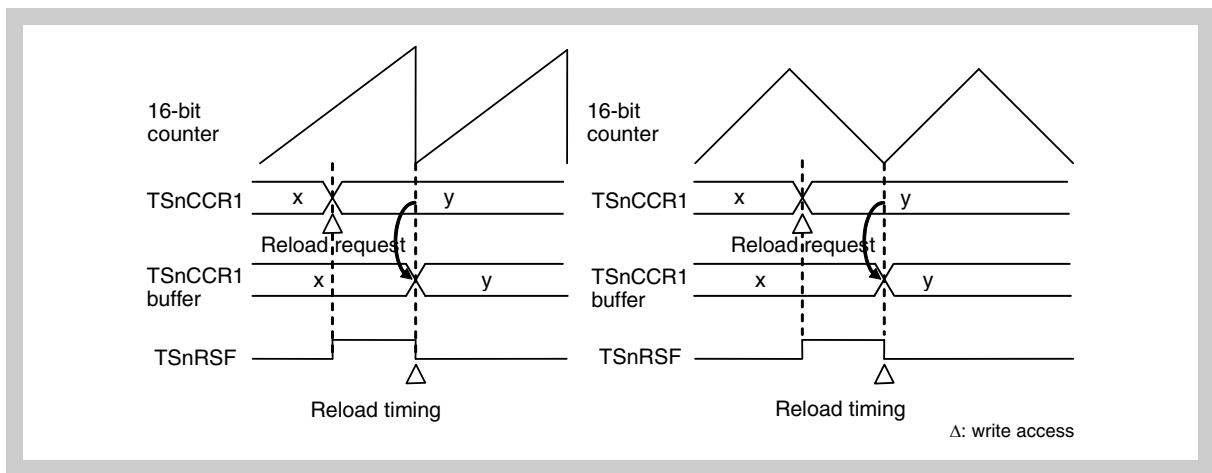 16-bit
counter
TSnCCR1
x
y
Reload request
TSnCCR1
buffer
x
y
TSnRSF
Reload timing
16-bit
counter
TSnCCR1
x
y
Reload request
TSnCCR1
buffer
x
y
TSnRSF
Reload timing
Δ: write access